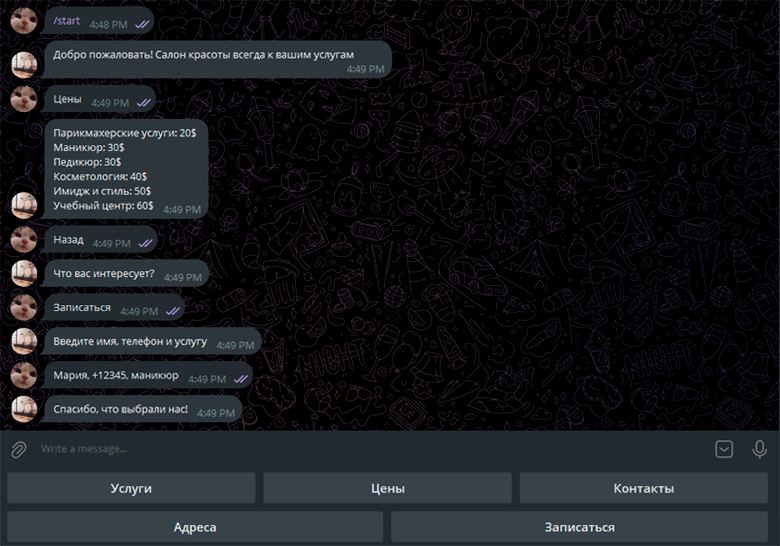 /start 4:48 PM
Добро пожаловать! Салон красоты всегда к вашим услугам
4:49 PM
Цены 4:49 PM
Парикмахерские услуги: 20$
Маникюр: 30$
Педикюр: 30$
Косметология: 40$
Имидж и стиль: 50$
Учебный центр: 60$ 4:49 PM
Назад 4:49 PM
Что вас интересует? 4:49 PM
Записаться 4:49 PM
Введите имя, телефон и услугу 4:49 PM
Мария, +12345, маникюр 4:49 PM
Спасибо, что выбрали нас! 4:49 PM
NIGHT
Write a message...
Услуги Цены Контакты
Адреса Записаться